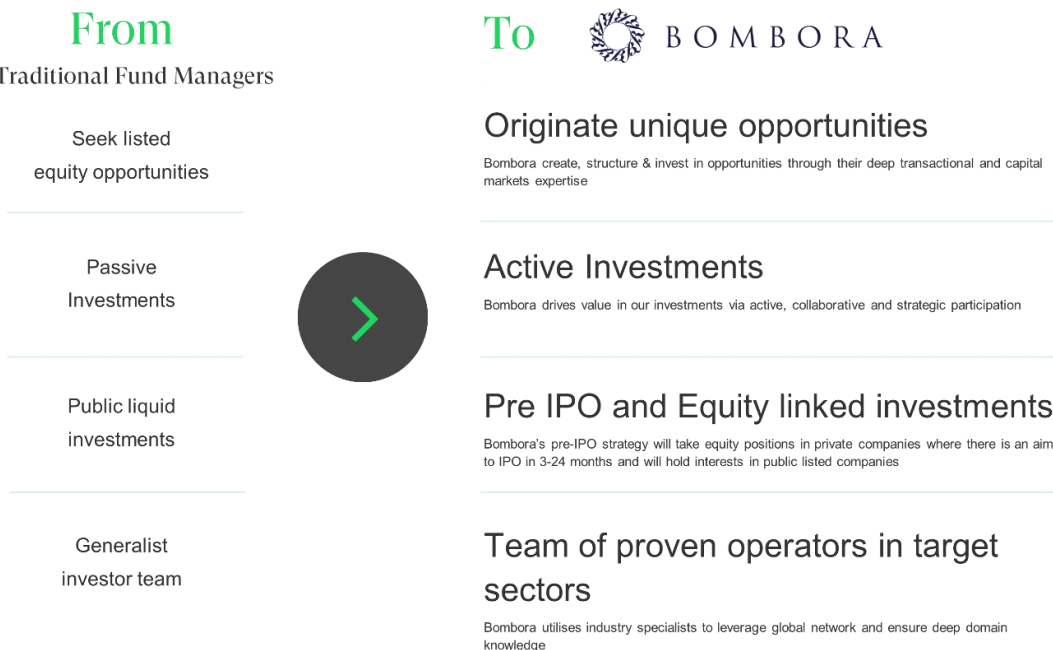 From
Traditional Fund Managers
Seek listed
equity opportunities
Passive
Investments
Public liquid
investments
Generalist
investor team
To
BOMBORA
Originate unique opportunities
Bombora create, structure & invest in opportunities through their deep transactional and capital
markets expertise
Active Investments
Bombora drives value in our investments via active, collaborative and strategic participation
Pre IPO and Equity linked investments
Bombora's pre-IPO strategy will take equity positions in private companies where there is an aim
to IPO in 3-24 months and will hold interests in public listed companies
Team of proven operators in target
sectors
Bombora utilises industry specialists to leverage global network and ensure deep domain
knowledge